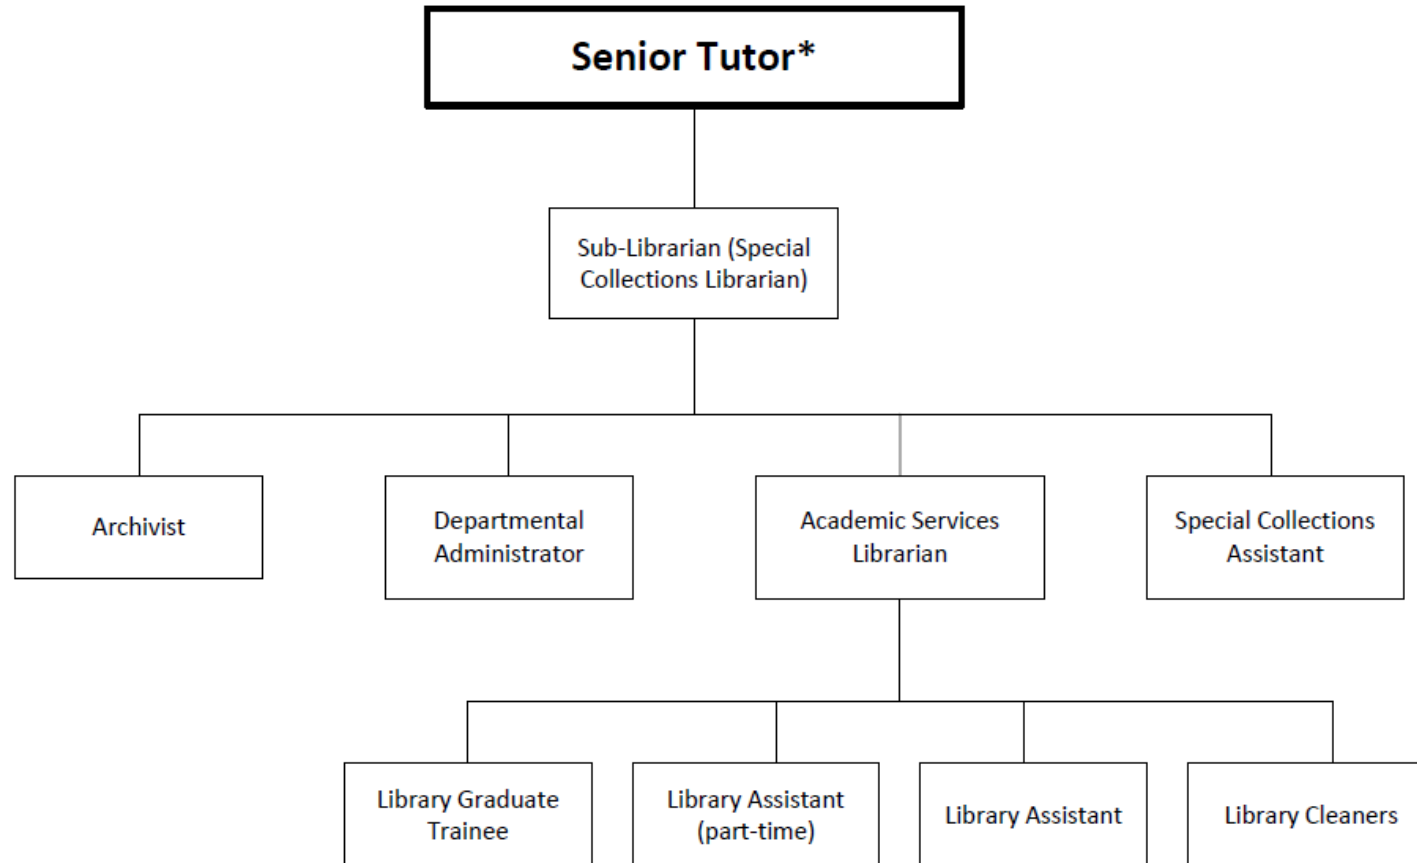 Senior Tutor*
Sub-Librarian (Special
Collections Librarian)
Archivist
Departmental
Administrator
Academic Services
Librarian
Special Collections
Assistant
Library Graduate
Trainee
Library Assistant
(part-time)
Library Assistant
Library Cleaners